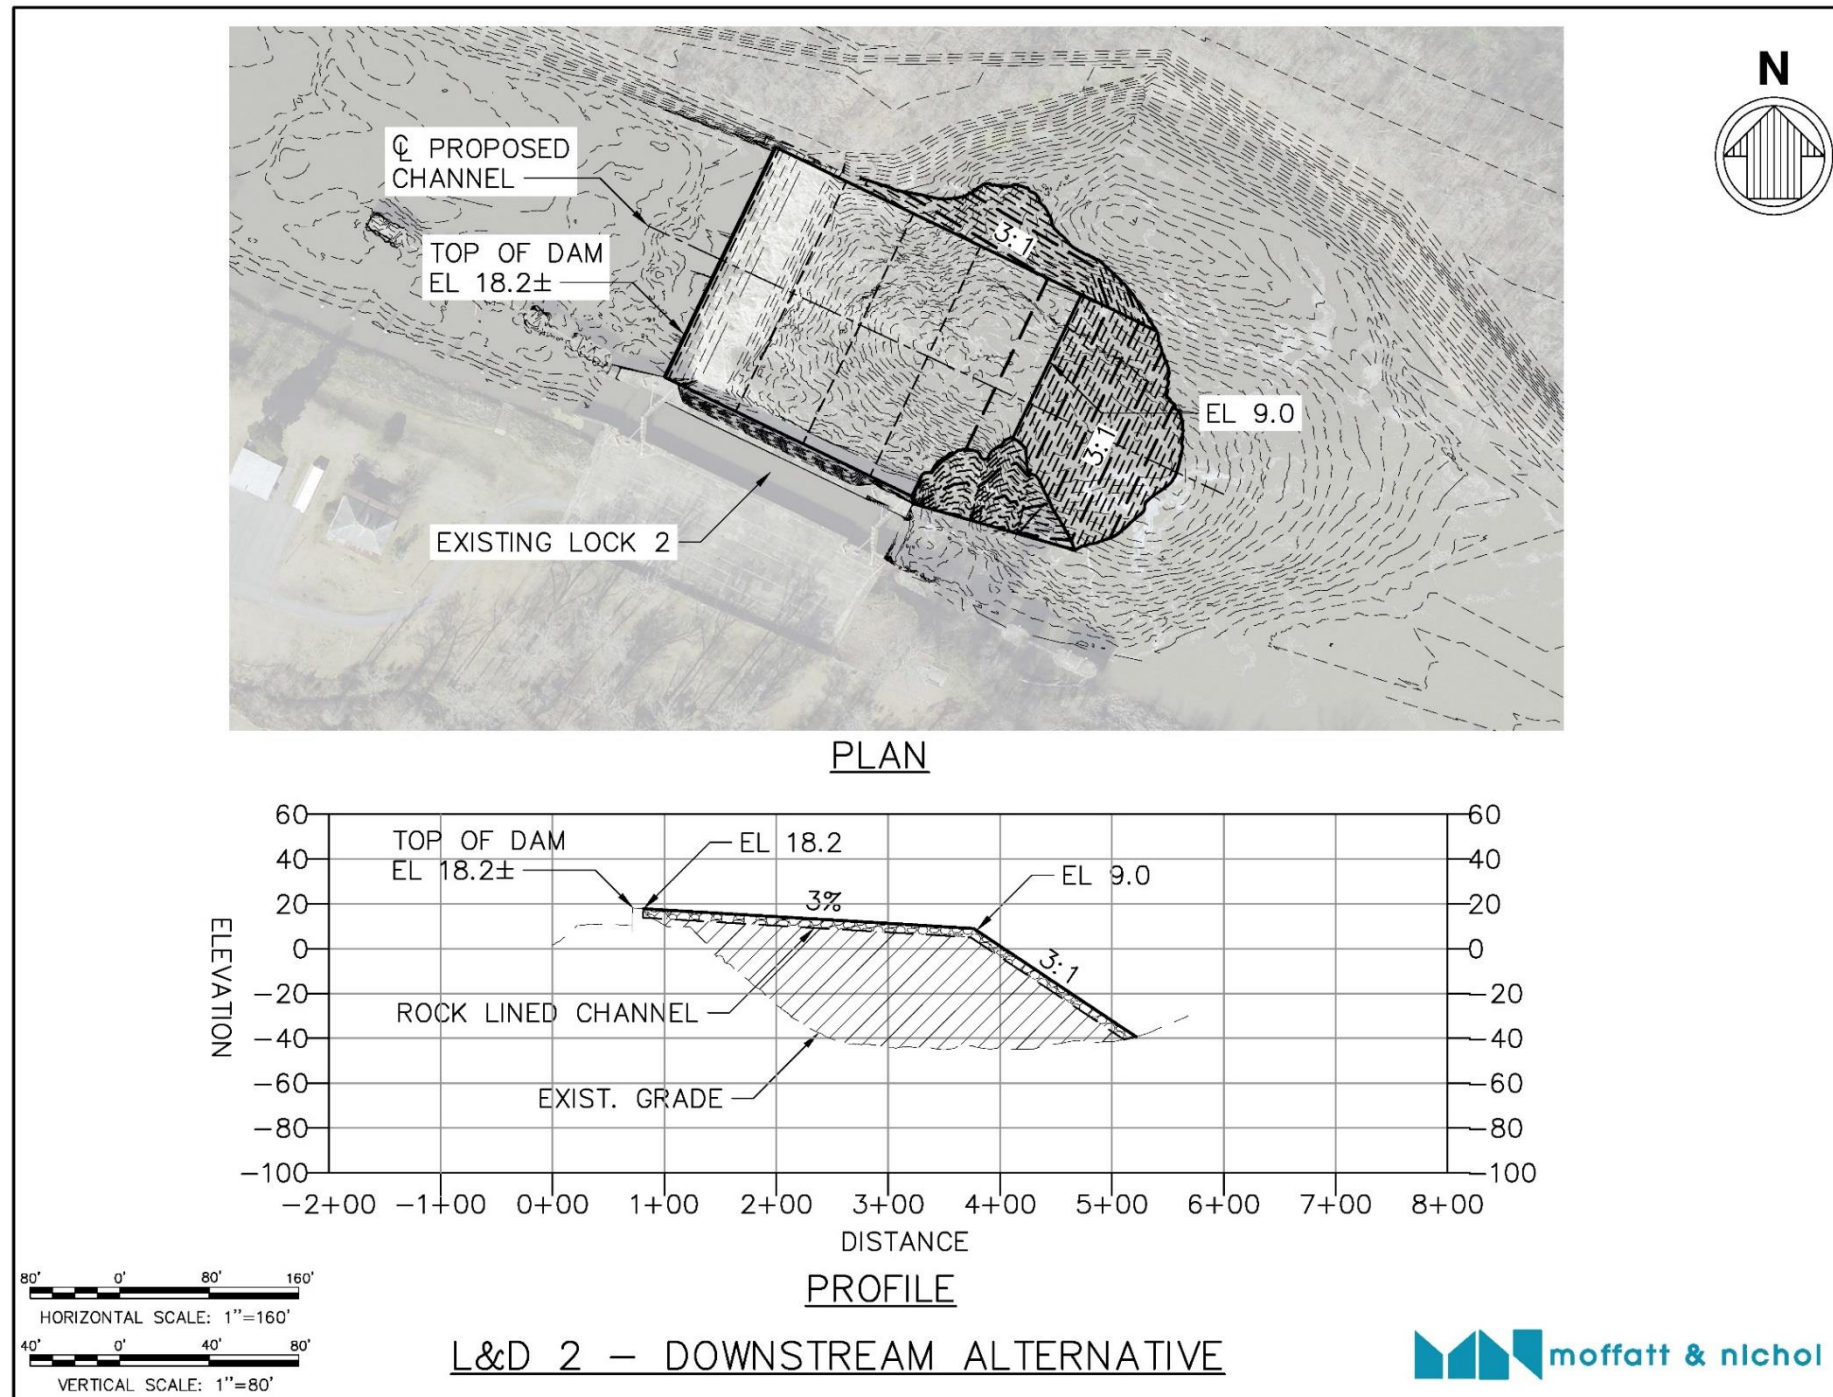 N
℄ PROPOSED
CHANNEL
TOP OF DAM
EL 18.2±
3:1
EL 9.0
3:1
EXISTING LOCK 2
PLAN
60
40
20
0
−20
−40
−60
−80
−100
ELEVATION
TOP OF DAM
EL 18.2±
EL 18.2
3%
EL 9.0
3:1
ROCK LINED CHANNEL
EXIST. GRADE
60
40
20
0
−20
−40
−60
−80
−100
−2+00 −1+00 0+00 1+00 2+00 3+00 4+00 5+00 6+00 7+00 8+00
DISTANCE
PROFILE
80' 0' 80' 160'
HORIZONTAL SCALE: 1"=160'
40' 0' 40' 80'
VERTICAL SCALE: 1"=80'
L&D 2 − DOWNSTREAM ALTERNATIVE
moffatt & nichol